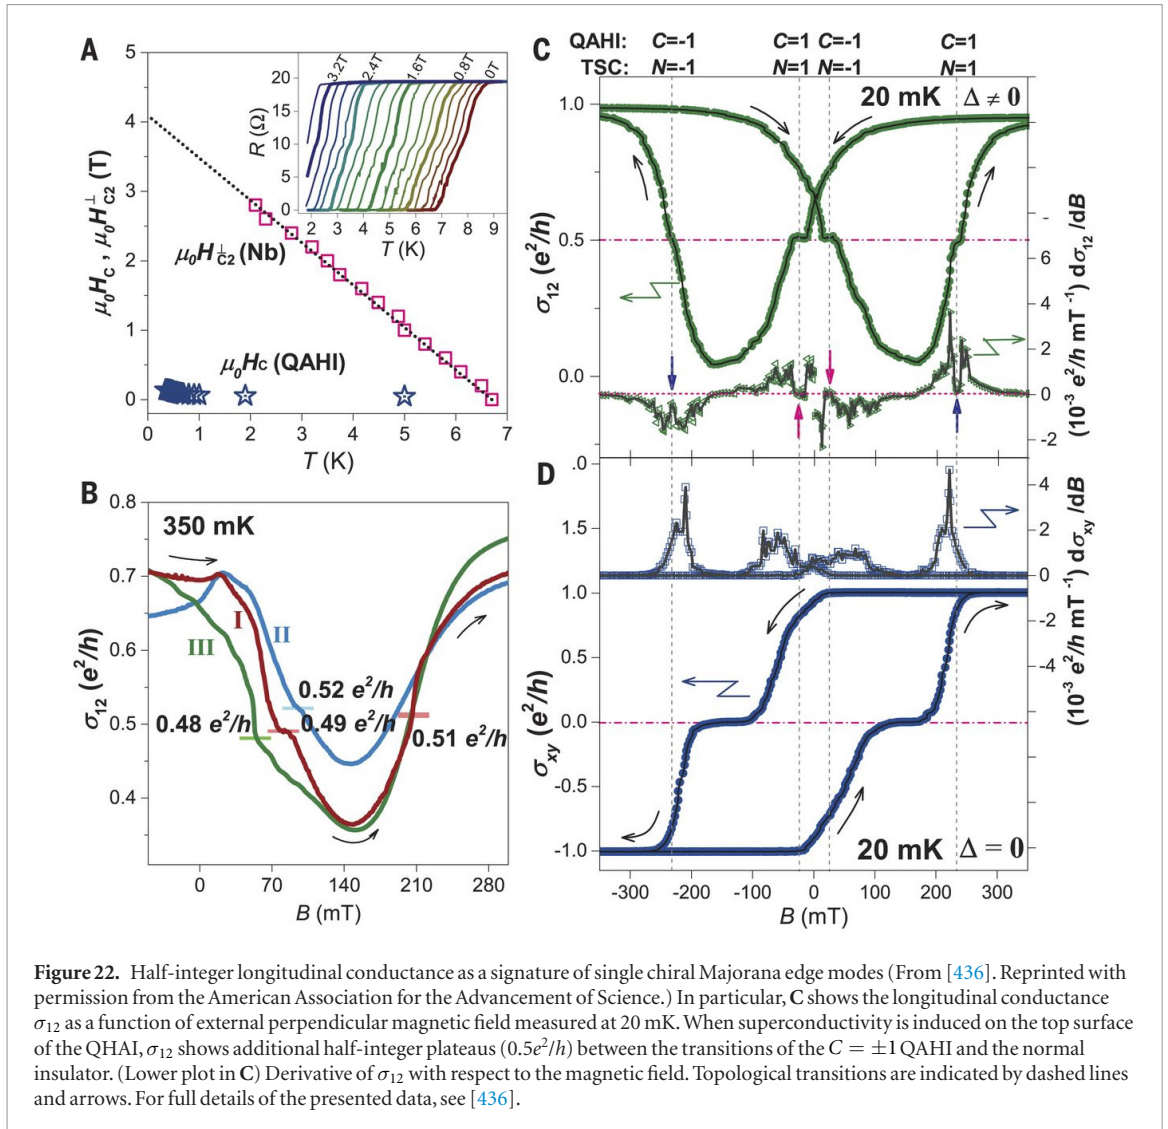 A
5
4
3
2
1
0
μ₀H_C , μ₀H⊥_C2 (T)
0 1 2 3 4 5 6 7
T (K)
μ₀H⊥_C2 (Nb)
μ₀Hc (QAHI)
20
15
10
5
0
R (Ω)
2 3 4 5 6 7 8 9
T (K)
3.2T
2.4T
1.6T
0.8T
0T
B
350 mK
0.8
0.7
0.6
0.5
0.4
σ₁₂ (e²/h)
I
II
III
0.52 e²/h
0.48 e²/h
0.49 e²/h
0.51 e²/h
0 70 140 210 280
B (mT)
C
QAHI: C=-1 C=1 C=-1 C=1
TSC: N=-1 N=1 N=-1 N=1
20 mK Δ ≠ 0
1.0
0.5
0.0
σ₁₂ (e²/h)
-
6
4
2
0
-2
(10⁻³ e²/h mT⁻¹) dσ₁₂ /dB
D
.0
1.5
1.0
0.5
0.0
-0.5
-1.0
σxy (e²/h)
4
2
0
-2
-4
(10⁻³ e²/h mT⁻¹) dσxy /dB
20 mK Δ = 0
-300 -200 -100 0 100 200 300
B (mT)
Figure 22. Half-integer longitudinal conductance as a signature of single chiral Majorana edge modes (From [436]. Reprinted with
permission from the American Association for the Advancement of Science.) In particular, C shows the longitudinal conductance
σ₁₂ as a function of external perpendicular magnetic field measured at 20 mK. When superconductivity is induced on the top surface
of the QHAI, σ₁₂ shows additional half-integer plateaus (0.5e²/h) between the transitions of the C = ±1 QAHI and the normal
insulator. (Lower plot in C) Derivative of σ₁₂ with respect to the magnetic field. Topological transitions are indicated by dashed lines
and arrows. For full details of the presented data, see [436].